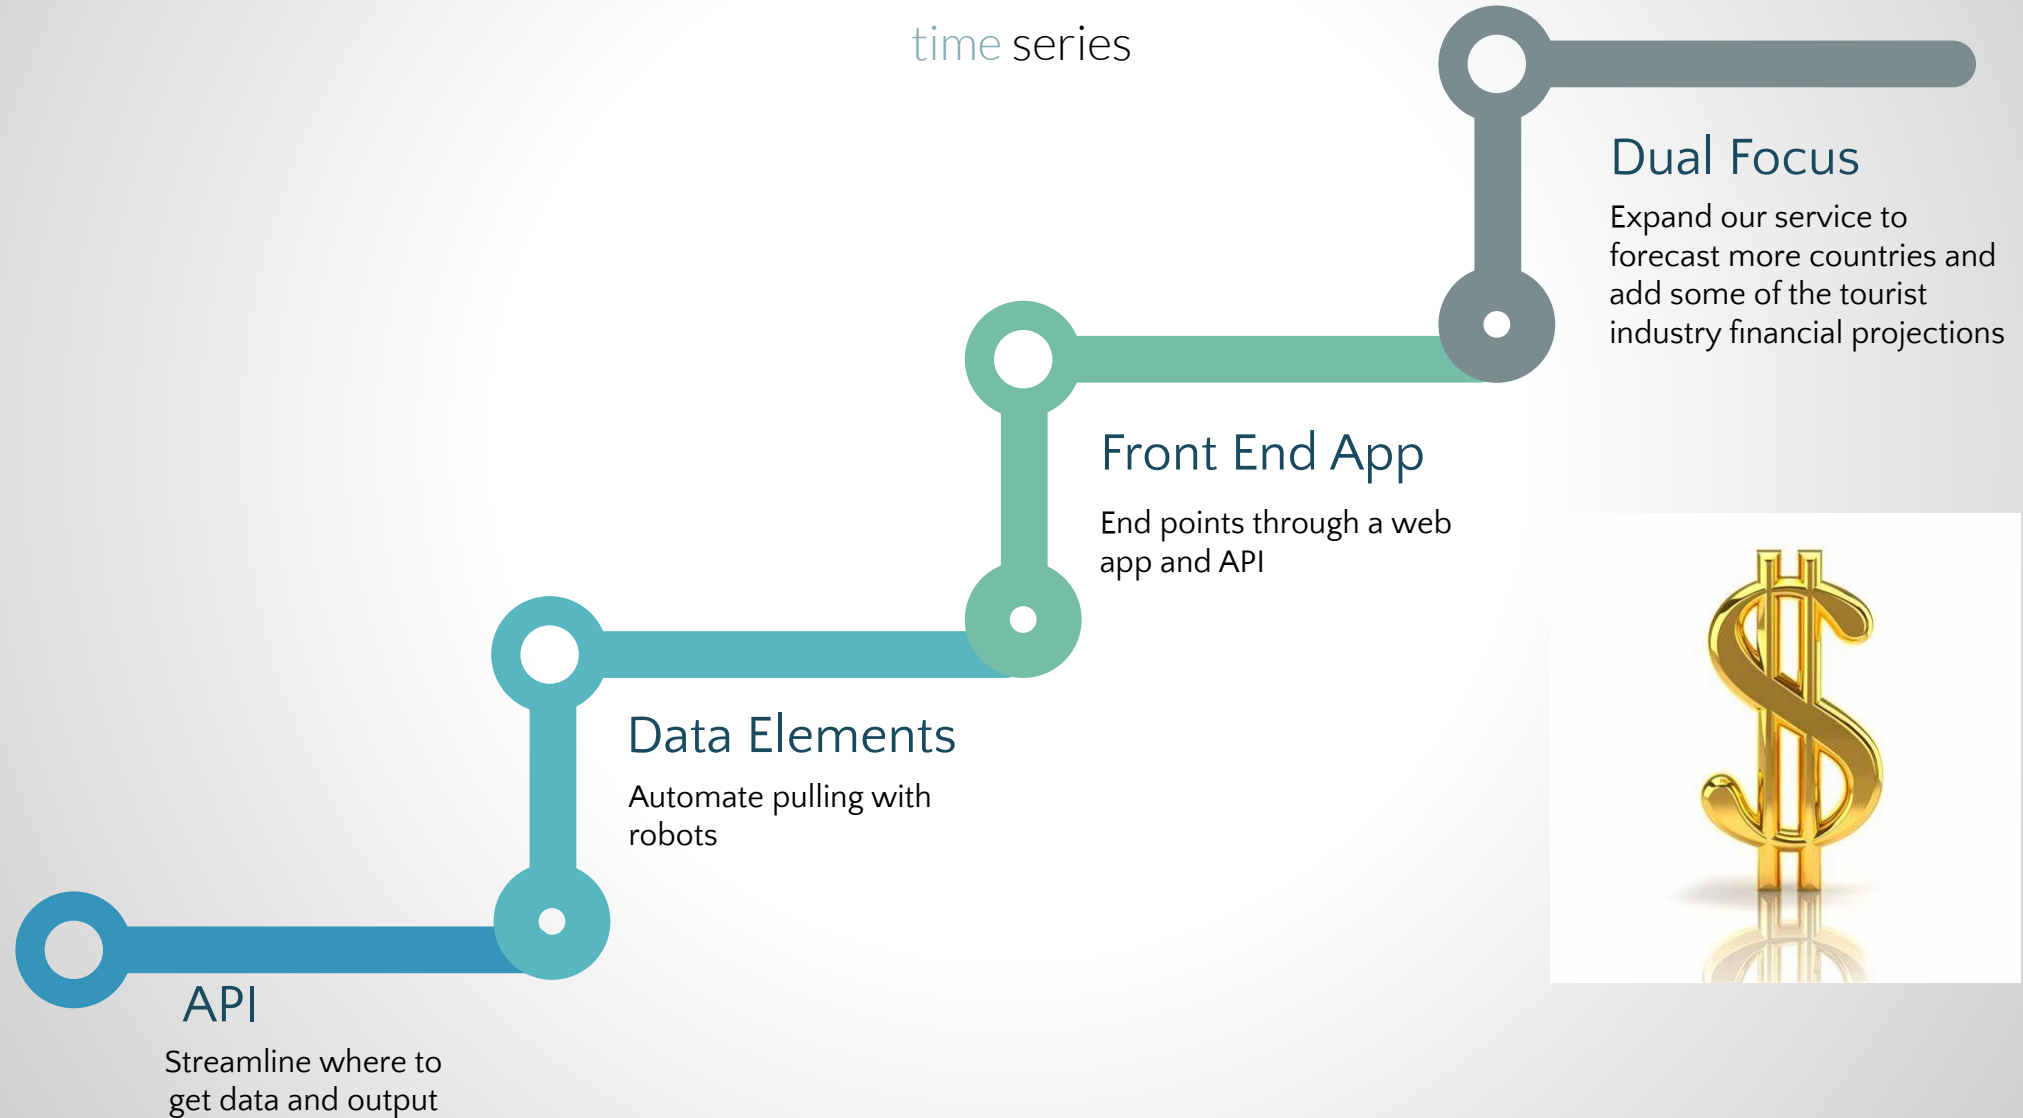 time series
Dual Focus
Expand our service to
forecast more countries and
add some of the tourist
industry financial projections
Front End App
End points through a web
app and API
Data Elements
Automate pulling with
robots
API
Streamline where to
get data and output